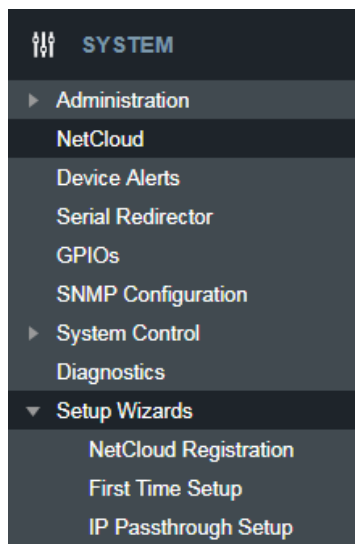 SYSTEM
Administration
NetCloud
Device Alerts
Serial Redirector
GPIOs
SNMP Configuration
System Control
Diagnostics
Setup Wizards
NetCloud Registration
First Time Setup
IP Passthrough Setup